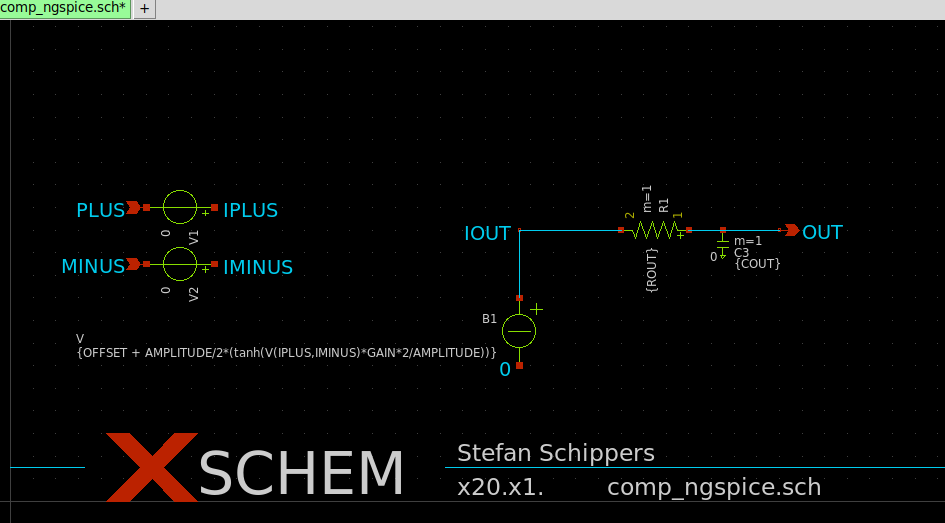 comp_ngspice.sch* +
PLUS IPLUS
+
0
V1
MINUS IMINUS
+
0
V2
V
{OFFSET + AMPLITUDE/2*(tanh(V(IPLUS,IMINUS)*GAIN*2/AMPLITUDE))}
IOUT
2
m=1
R1
1
+
{ROUT}
OUT
m=1
C3
{COUT}
0
B1
+
0
XSCHEM
Stefan Schippers
x20.x1. comp_ngspice.sch